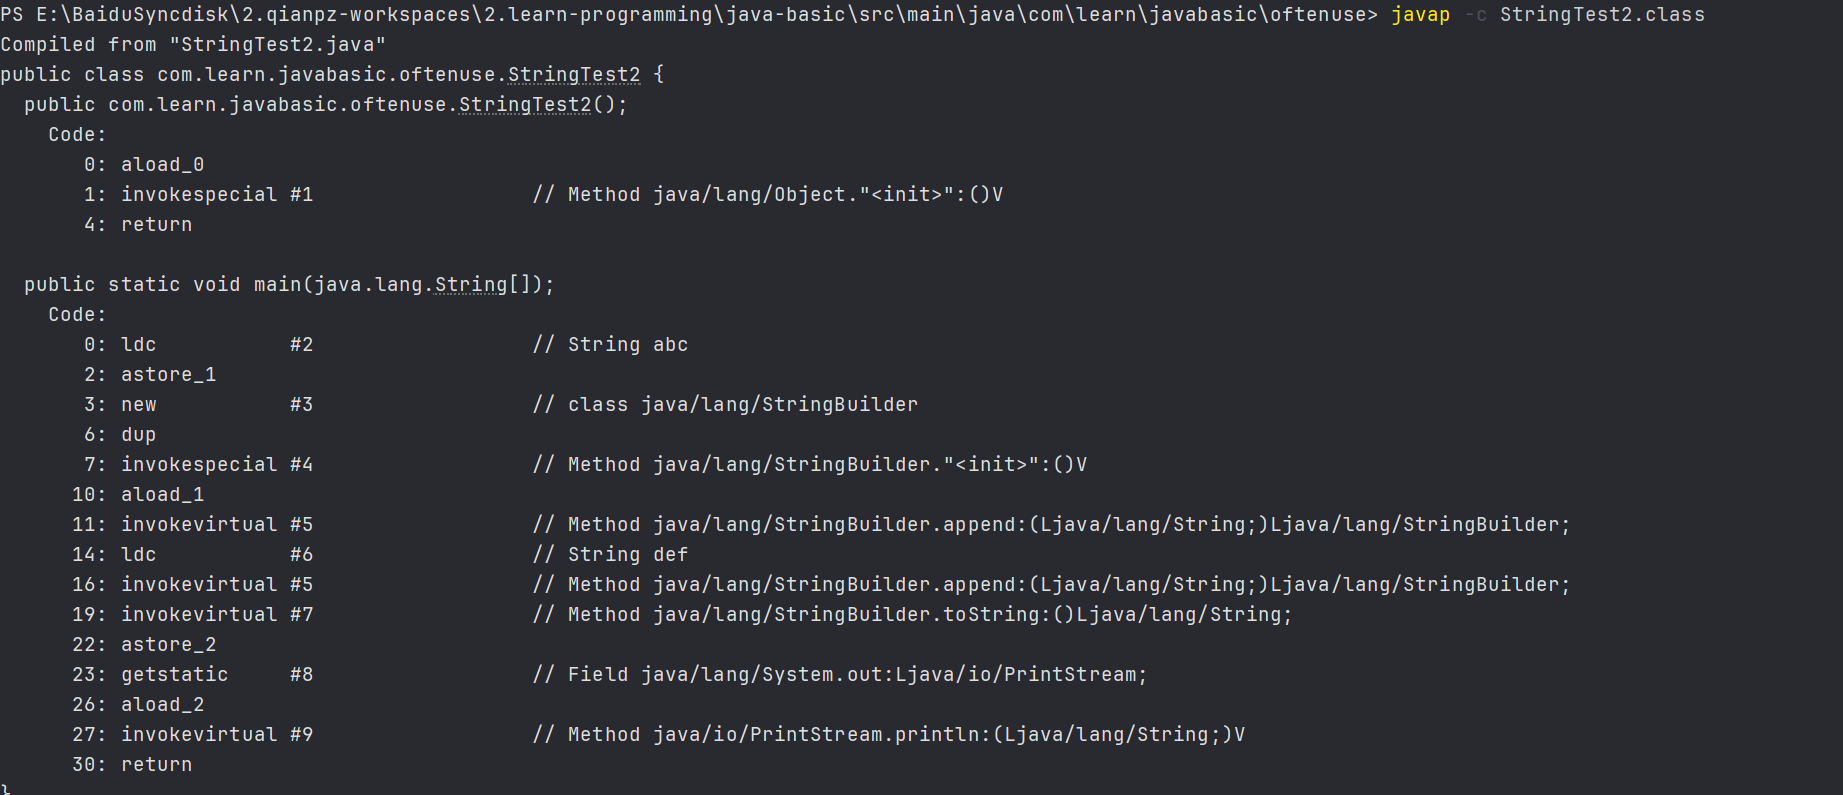 PS E:\BaiduSyncdisk\2.qianpz-workspaces\2.learn-programming\java-basic\src\main\java\com\learn\javabasic\oftenuse> javap -c StringTest2.class
Compiled from "StringTest2.java"
public class com.learn.javabasic.oftenuse.StringTest2 {
  public com.learn.javabasic.oftenuse.StringTest2();
    Code:
       0: aload_0
       1: invokespecial #1                  // Method java/lang/Object."<init>":()V
       4: return

  public static void main(java.lang.String[]);
    Code:
       0: ldc           #2                  // String abc
       2: astore_1
       3: new           #3                  // class java/lang/StringBuilder
       6: dup
       7: invokespecial #4                  // Method java/lang/StringBuilder."<init>":()V
      10: aload_1
      11: invokevirtual #5                  // Method java/lang/StringBuilder.append:(Ljava/lang/String;)Ljava/lang/StringBuilder;
      14: ldc           #6                  // String def
      16: invokevirtual #5                  // Method java/lang/StringBuilder.append:(Ljava/lang/String;)Ljava/lang/StringBuilder;
      19: invokevirtual #7                  // Method java/lang/StringBuilder.toString:()Ljava/lang/String;
      22: astore_2
      23: getstatic     #8                  // Field java/lang/System.out:Ljava/io/PrintStream;
      26: aload_2
      27: invokevirtual #9                  // Method java/io/PrintStream.println:(Ljava/lang/String;)V
      30: return
}